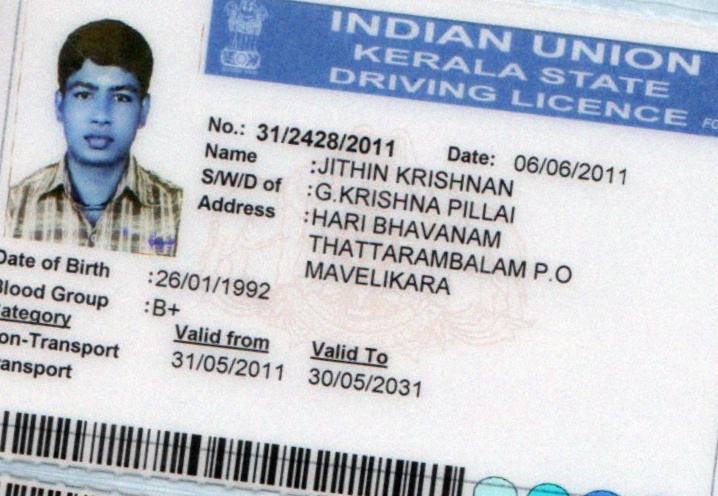 INDIAN UNION
KERALA STATE
DRIVING LICENCE
No.: 31/2428/2011 Date: 06/06/2011
Name :JITHIN KRISHNAN
S/W/D of :G.KRISHNA PILLAI
Address :HARI BHAVANAM
THATTARAMBALAM P.O
MAVELIKARA
Date of Birth :26/01/1992
Blood Group :B+
ategory Valid from Valid To
on-Transport 31/05/2011 30/05/2031
ansport